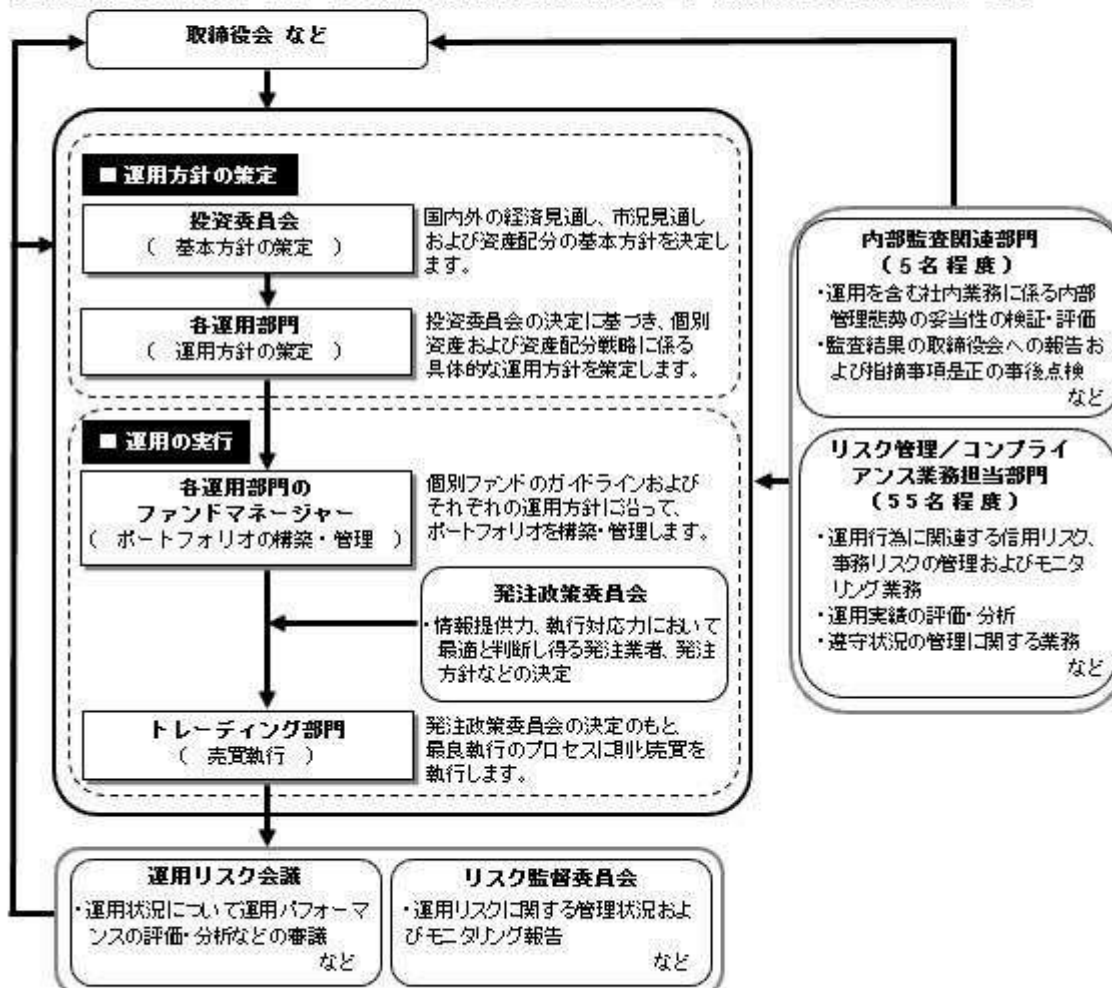 取締役会 など
■ 運用方針の策定
投資委員会
( 基本方針の策定 )
国内外の経済見通し、市況見通し
および資産配分の基本方針を決定し
ます。
各運用部門
( 運用方針の策定 )
投資委員会の決定に基づき、個別
資産および資産配分戦略に係る
具体的な運用方針を策定します。
■ 運用の実行
各運用部門の
ファンドマネージャー
( ポートフォリオの構築・管理 )
個別ファンドのガイドラインおよび
それぞれの運用方針に沿って、
ポートフォリオを構築・管理します。
発注政策委員会
・情報提供力、執行対応力において
最適と判断し得る発注業者、発注
方針などの決定
トレーディング部門
( 売買執行 )
発注政策委員会の決定のもと、
最良執行のプロセスに則り売買を
執行します。
内部監査関連部門
(5名程度)
・運用を含む社内業務に係る内部
管理態勢の妥当性の検証・評価
・監査結果の取締役会への報告お
よび指摘事項是正の事後点検
など
リスク管理/コンプライ
アンス業務担当部門
(55名程度)
・運用行為に関連する信用リスク、
事務リスクの管理およびモニタ
リング業務
・運用実績の評価・分析
・遵守状況の管理に関する業務
など
運用リスク会議
・運用状況について運用パフォーマ
ンスの評価・分析などの審議
など
リスク監督委員会
・運用リスクに関する管理状況およ
びモニタリング報告
など